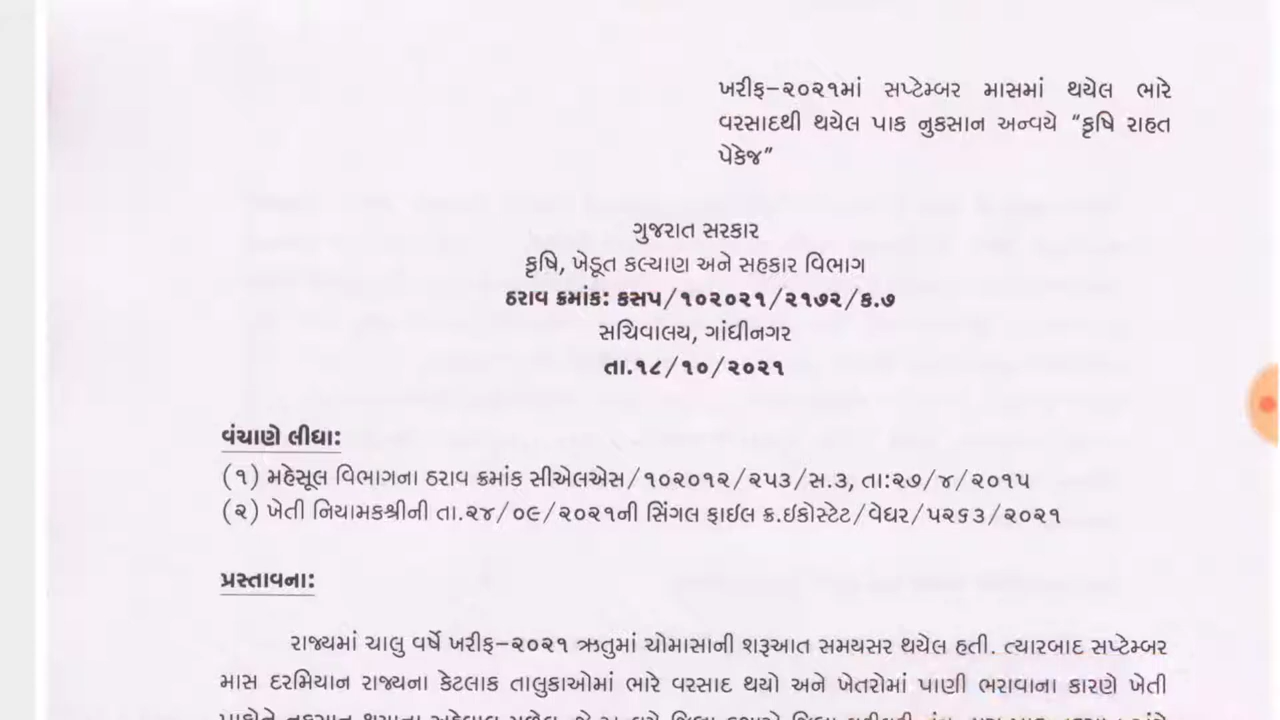 ખરીફ-૨૦૨૧માં સપ્ટેમ્બર માસમાં થયેલ ભારે
વરસાદથી થયેલ પાક નુકસાન અન્વયે “કૃષિ રાહત
પેકેજ”
ગુજરાત સરકાર
કૃષિ, ખેડૂત કલ્યાણ અને સહકાર વિભાગ
ઠરાવ ક્રમાંક: કસપ/૧૦૨૦૨૧/૨૧૭૨/ક.૭
સચિવાલય, ગાંધીનગર
તા.૧૮/૧૦/૨૦૨૧
વંચાણે લીધા:
(૧) મહેસૂલ વિભાગના ઠરાવ ક્રમાંક સીએલએસ/૧૦૨૦૧૨/૨૫૩/સ.૩, તા:૨૭/૪/૨૦૧૫
(૨) ખેતી નિયામકશ્રીની તા.૨૪/૦૯/૨૦૨૧ની સિંગલ ફાઈલ ક્ર.ઈકોસ્ટેટ/વેધર/૫૨૬૩/૨૦૨૧
પ્રસ્તાવના:
રાજ્યમાં ચાલુ વર્ષે ખરીફ-૨૦૨૧ ઋતુમાં ચોમાસાની શરૂઆત સમયસર થયેલ હતી. ત્યારબાદ સપ્ટેમ્બર
માસ દરમિયાન રાજ્યના કેટલાક તાલુકાઓમાં ભારે વરસાદ થયો અને ખેતરોમાં પાણી ભરાવાના કારણે ખેતી